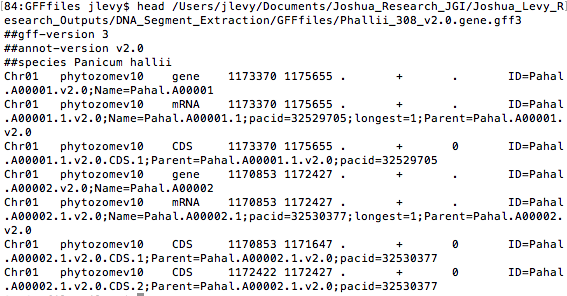 [84:GFFfiles jlevy$ head /Users/jlevy/Documents/Joshua_Research_JGI/Joshua_Levy_R]
esearch_Outputs/DNA_Segment_Extraction/GFFfiles/Phallii_308_v2.0.gene.gff3
##gff-version 3
##annot-version v2.0
##species Panicum hallii
Chr01 phytozomev10 gene 1173370 1175655 . + . ID=Pahal
.A00001.v2.0;Name=Pahal.A00001
Chr01 phytozomev10 mRNA 1173370 1175655 . + . ID=Pahal
.A00001.1.v2.0;Name=Pahal.A00001.1;pacid=32529705;longest=1;Parent=Pahal.A00001.
v2.0
Chr01 phytozomev10 CDS 1173370 1175655 . + 0 ID=Pahal
.A00001.1.v2.0.CDS.1;Parent=Pahal.A00001.1.v2.0;pacid=32529705
Chr01 phytozomev10 gene 1170853 1172427 . + . ID=Pahal
.A00002.v2.0;Name=Pahal.A00002
Chr01 phytozomev10 mRNA 1170853 1172427 . + . ID=Pahal
.A00002.1.v2.0;Name=Pahal.A00002.1;pacid=32530377;longest=1;Parent=Pahal.A00002.
v2.0
Chr01 phytozomev10 CDS 1170853 1171647 . + 0 ID=Pahal
.A00002.1.v2.0.CDS.1;Parent=Pahal.A00002.1.v2.0;pacid=32530377
Chr01 phytozomev10 CDS 1172422 1172427 . + 0 ID=Pahal
.A00002.1.v2.0.CDS.2;Parent=Pahal.A00002.1.v2.0;pacid=32530377